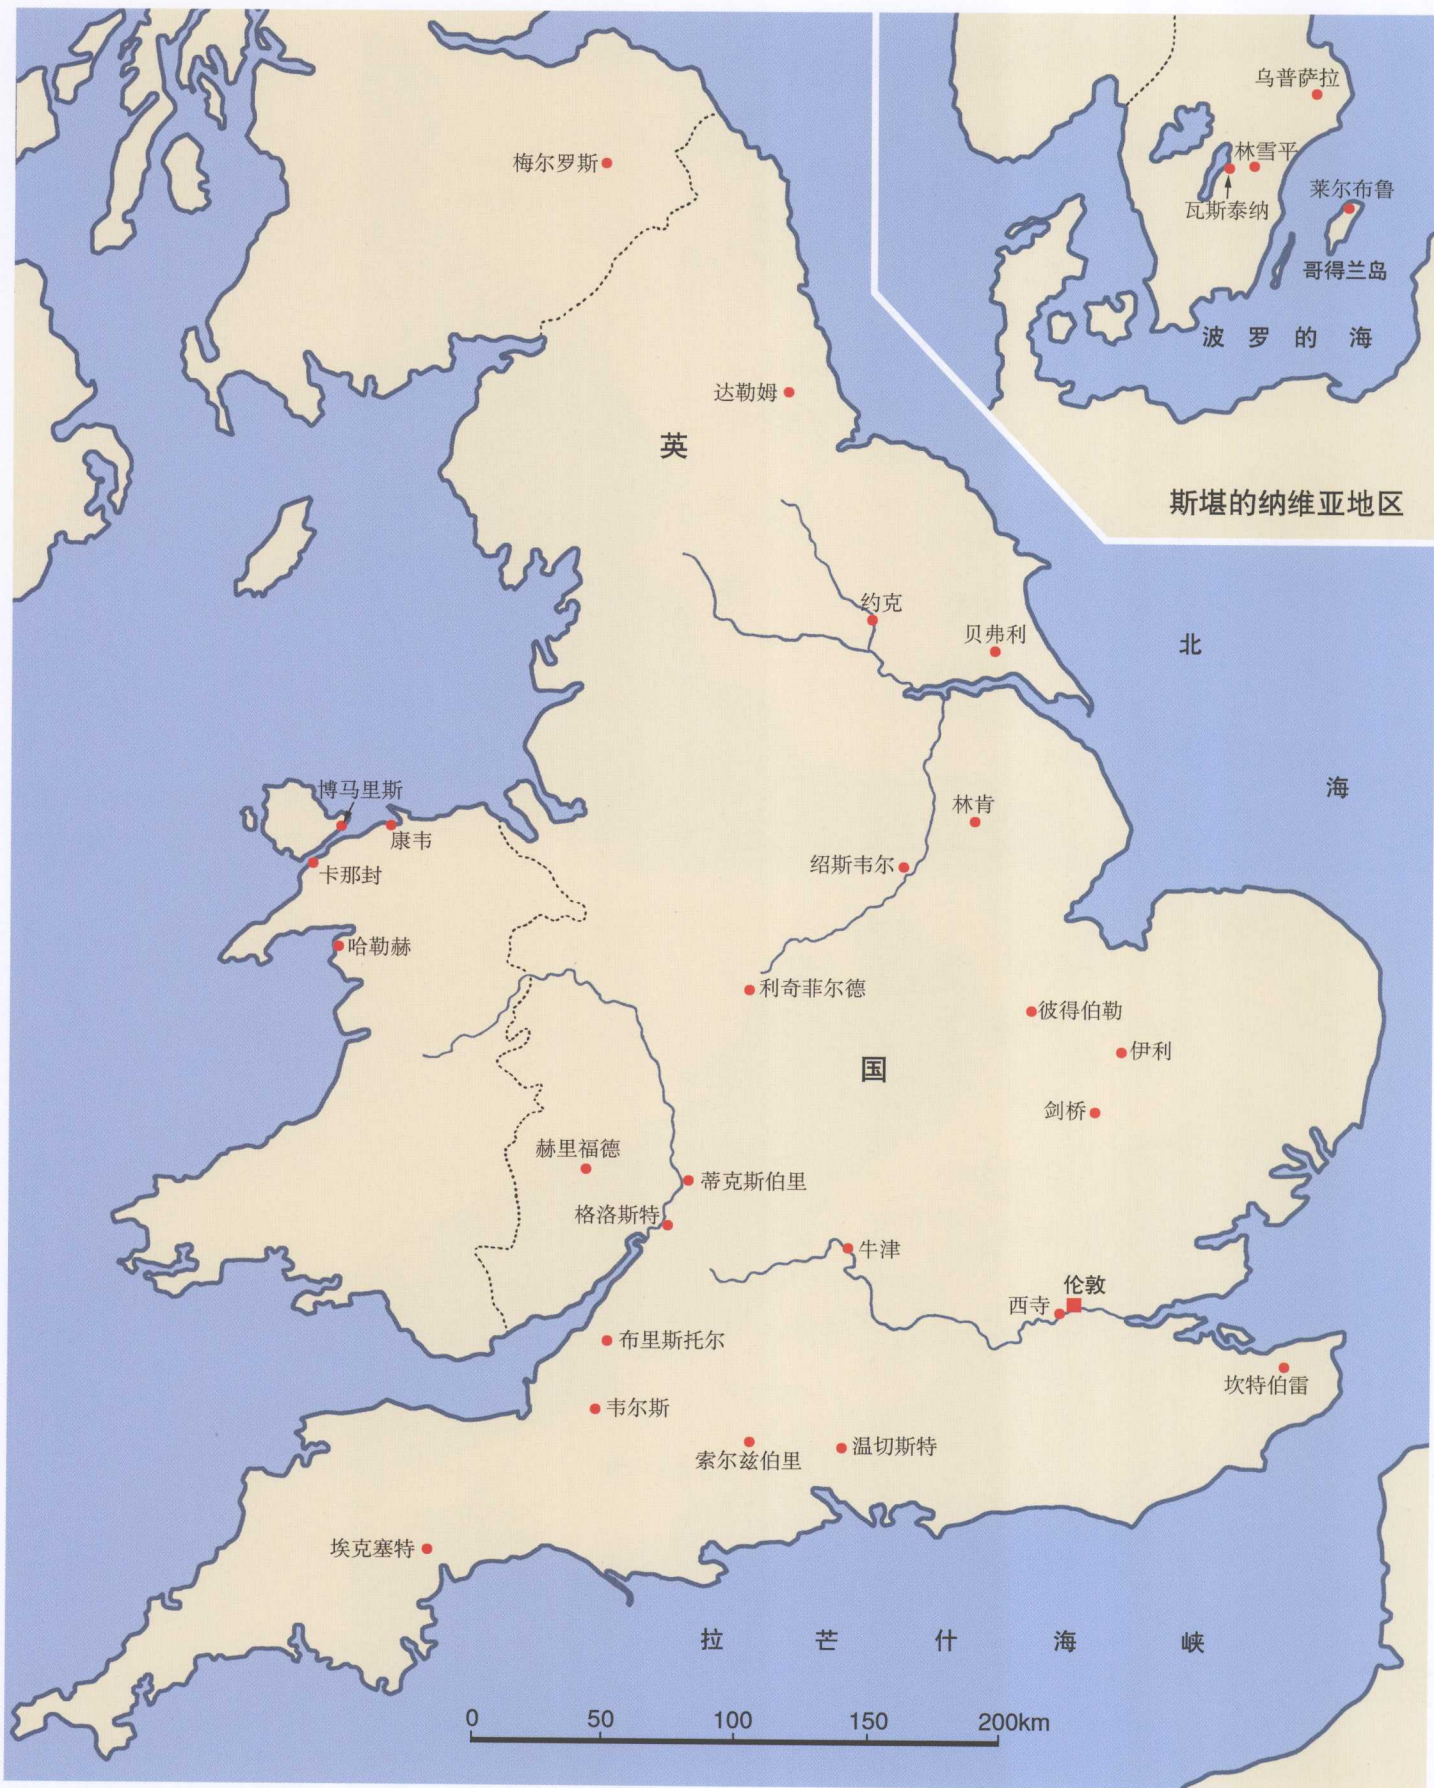 乌普萨拉
林雪平
瓦斯泰纳
莱尔布鲁
哥得兰岛
波罗的海
斯堪的纳维亚地区
梅尔罗斯
达勒姆
英
约克
贝弗利
北
海
博马里斯
康韦
卡那封
林肯
绍斯韦尔
哈勒赫
利奇菲尔德
彼得伯勒
伊利
国
剑桥
赫里福德
蒂克斯伯里
格洛斯特
牛津
伦敦
西寺
布里斯托尔
坎特伯雷
韦尔斯
索尔兹伯里
温切斯特
埃克塞特
拉芒什海峡
0 50 100 150 200km